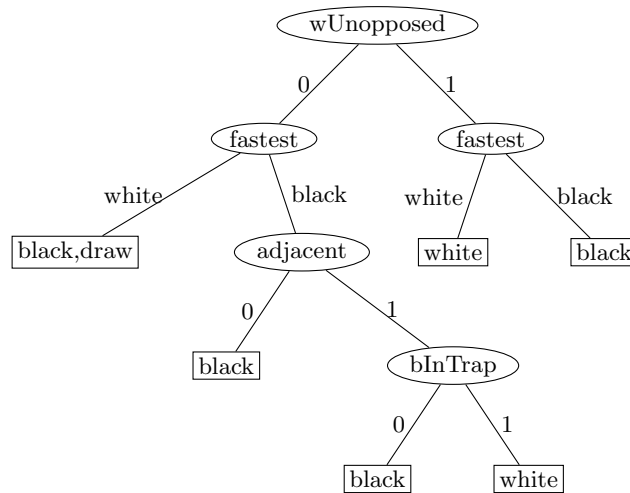 wUnopposed
0 1
fastest fastest
white black white black
black,draw adjacent white black
0 1
black bInTrap
0 1
black white